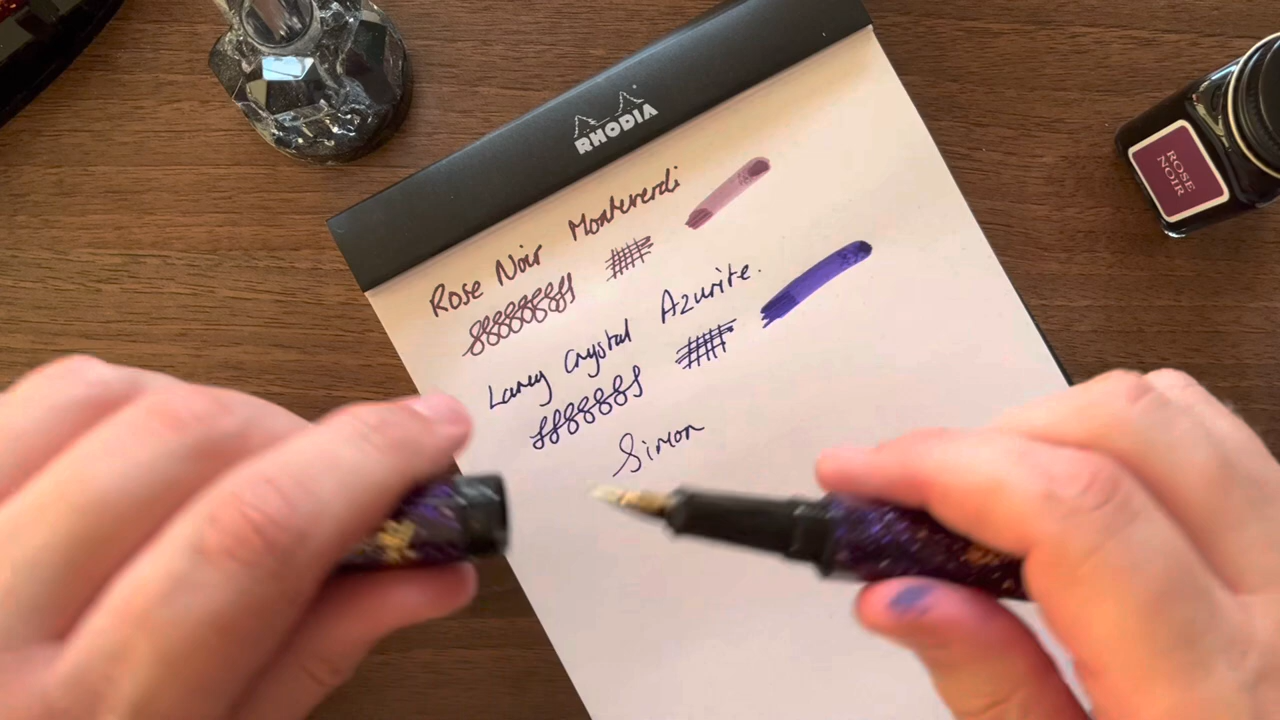 RHODIA
Rose Noir Monteverdi
Lamy Crystal Azurite.
Simon
ROSE
NOIR